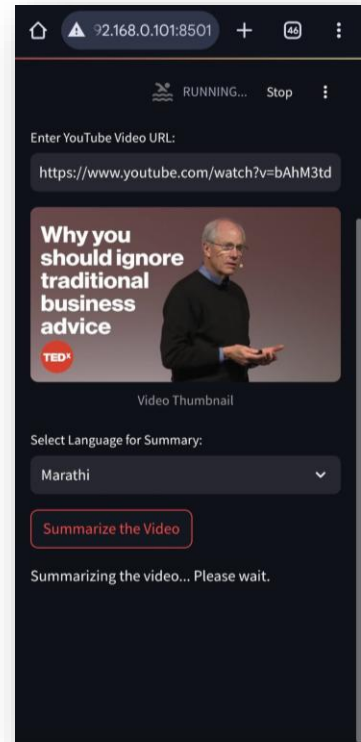 92.168.0.101:8501
46
RUNNING...
Stop
Enter YouTube Video URL:
https://www.youtube.com/watch?v=bAhM3td
Why you
should ignore
traditional
business
advice
TEDx
Video Thumbnail
Select Language for Summary:
Marathi
Summarize the Video
Summarizing the video... Please wait.